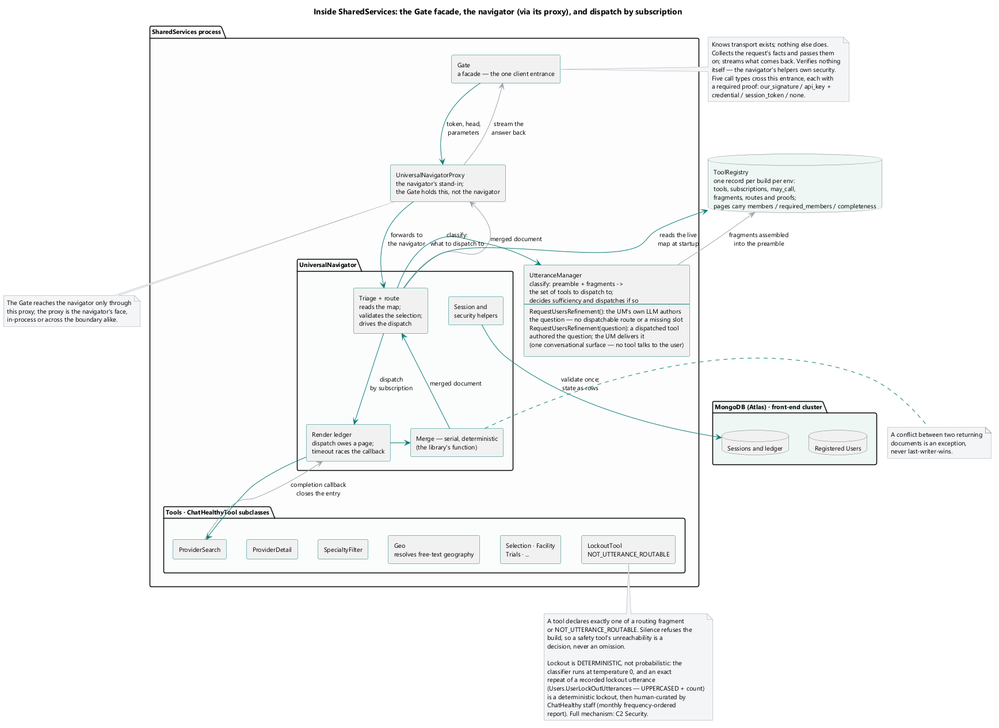 Inside SharedServices: the Gate facade, the navigator (via its proxy), and dispatch by subscription
SharedServices process
Knows transport exists; nothing else does.
Collects the request's facts and passes them
on; streams what comes back. Verifies nothing
itself — the navigator's helpers own security.
Five call types cross this entrance, each with
a required proof: our_signature / api_key +
credential / session_token / none.
Gate
a facade — the one client entrance
token, head,
parameters
stream the
answer back
UniversalNavigatorProxy
the navigator's stand-in;
the Gate holds this, not the navigator
ToolRegistry
one record per build per env:
tools, subscriptions, may_call,
fragments, routes and proofs;
pages carry members / required_members / completeness
forwards to
the navigator
classify:
what to dispatch to
merged document
reads the live
map at startup
fragments assembled
into the preamble
The Gate reaches the navigator only through
this proxy; the proxy is the navigator's face,
in-process or across the boundary alike.
UniversalNavigator
Triage + route
reads the map;
validates the selection;
drives the dispatch
Session and
security helpers
UtteranceManager
classify: preamble + fragments ->
the set of tools to dispatch to;
decides sufficiency and dispatches if so
RequestUsersRefinement(): the UM's own LLM authors
the question — no dispatchable route or a missing slot
RequestUsersRefinement(question): a dispatched tool
authored the question; the UM delivers it
(one conversational surface — no tool talks to the user)
dispatch
by subscription
merged document
validate once;
state as rows
Render ledger
dispatch owes a page;
timeout races the callback
Merge — serial, deterministic
(the library's function)
MongoDB (Atlas) · front-end cluster
Sessions and ledger
Registered Users
A conflict between two returning
documents is an exception,
never last-writer-wins.
completion callback
closes the entry
Tools · ChatHealthyTool subclasses
ProviderSearch
ProviderDetail
SpecialtyFilter
Geo
resolves free-text geography
Selection · Facility
Trials · ...
LockoutTool
NOT_UTTERANCE_ROUTABLE
A tool declares exactly one of a routing fragment
or NOT_UTTERANCE_ROUTABLE. Silence refuses the
build, so a safety tool's unreachability is a
decision, never an omission.
Lockout is DETERMINISTIC, not probabilistic: the
classifier runs at temperature 0, and an exact
repeat of a recorded lockout utterance
(Users.UserLockOutUtterances — UPPERCASED + count)
is a deterministic lockout, then human-curated by
ChatHealthy staff (monthly frequency-ordered
report). Full mechanism: C2 Security.